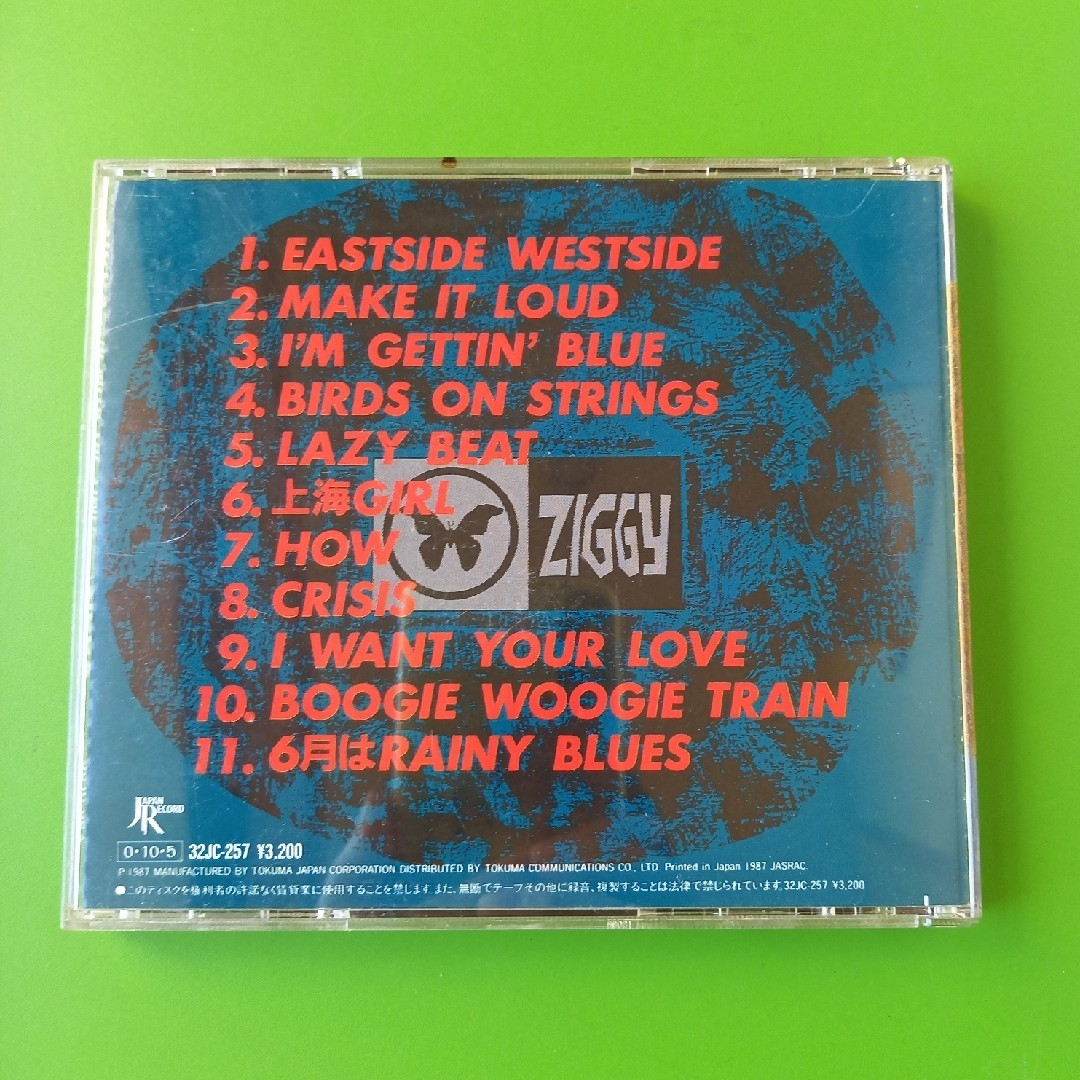 1. EASTSIDE WESTSIDE
2. MAKE IT LOUD
3. I'M GETTIN' BLUE
4. BIRDS ON STRINGS
5. LAZY BEAT
6. 上海GIRL
ZIGGY
7. HOW
8. CRISIS
9. I WANT YOUR LOVE
10. BOOGIE WOOGIE TRAIN
11. 6月はRAINY BLUES
JAPAN RECORD
0・10・5 32JC-257 ¥3,200
P 1987 MANUFACTURED BY TOKUMA JAPAN CORPORATION DISTRIBUTED BY TOKUMA COMMUNICATIONS CO., LTD. Printed in Japan 1987 JASRAC.
●このディスクを権利者の許諾なく賃貸業に使用することを禁じます。また、無断でテープその他に録音、複製することは法律で禁じられています。32JC-257 ¥3,200